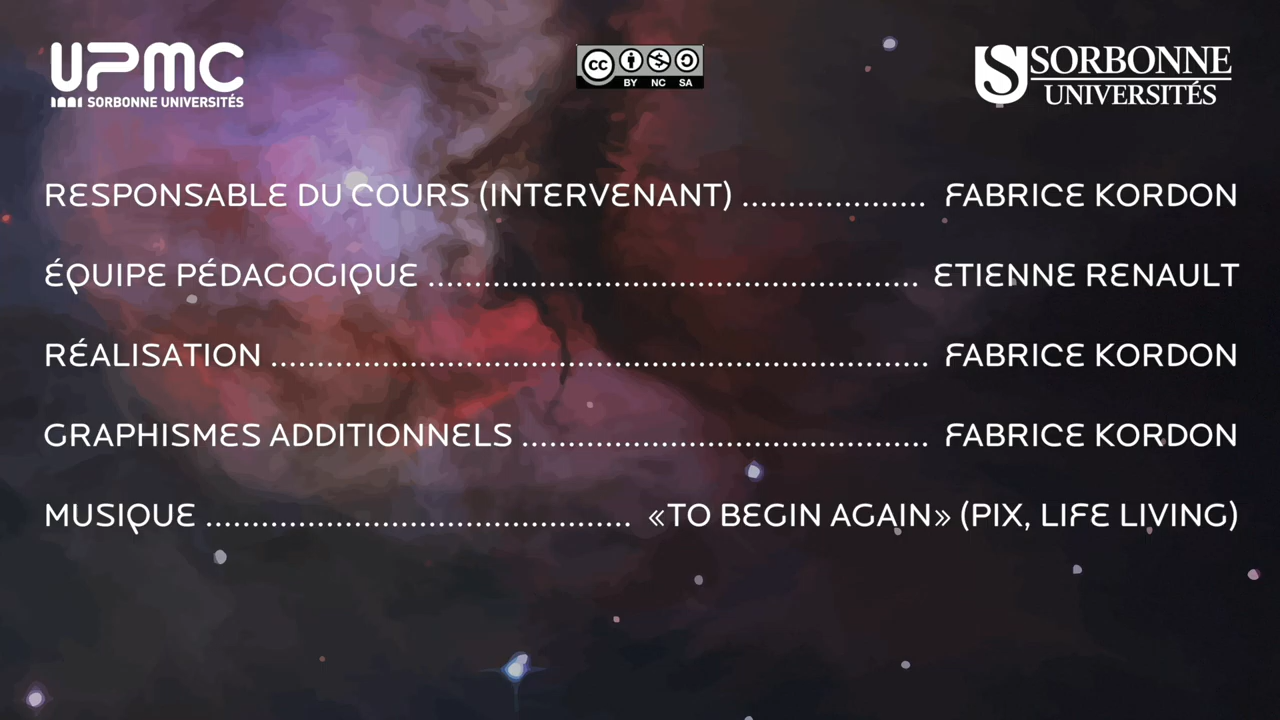 UPMC
SORBONNE UNIVERSITÉS
cc BY NC SA
SORBONNE
UNIVERSITÉS
RESPONSABLE DU COURS (INTERVENANT) ................... FABRICE KORDON
ÉQUIPE PÉDAGOGIQUE .................................................... ETIENNE RENAULT
RÉALISATION ...................................................................... FABRICE KORDON
GRAPHISMES ADDITIONNELS ........................................... FABRICE KORDON
MUSIQUE ............................................. «TO BEGIN AGAIN» (PIX, LIFE LIVING)